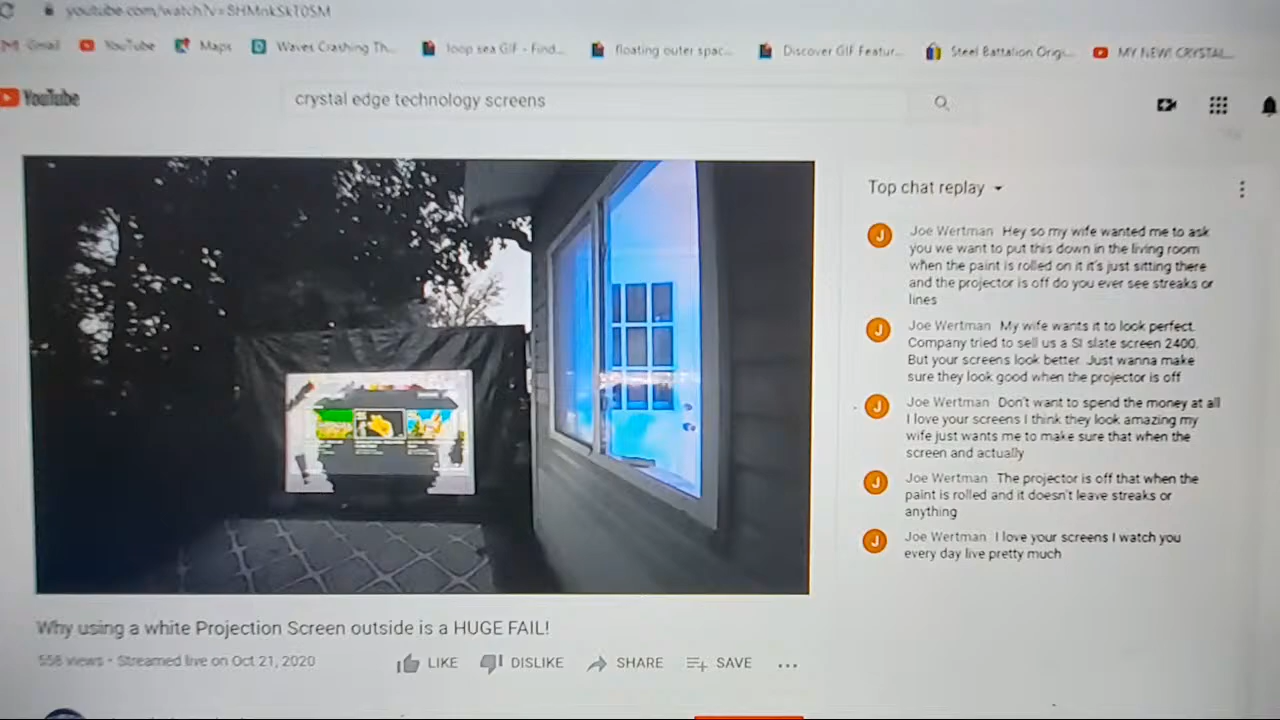 youtube.com/watch?v=8HMnkSkT0SM
Gmail YouTube Maps Waves Crashing Th... loop sea GIF - Find... floating outer spac... Discover GIF Featur... Steel Battalion Origi... MY NEW! CRYSTAL...
YouTube
crystal edge technology screens
Top chat replay
Joe Wertman Hey so my wife wanted me to ask
you we want to put this down in the living room
when the paint is rolled on it it's just sitting there
and the projector is off do you ever see streaks or
lines
Joe Wertman My wife wants it to look perfect.
Company tried to sell us a SI slate screen 2400.
But your screens look better. Just wanna make
sure they look good when the projector is off
Joe Wertman Don't want to spend the money at all
I love your screens I think they look amazing my
wife just wants me to make sure that when the
screen and actually
Joe Wertman The projector is off that when the
paint is rolled and it doesn't leave streaks or
anything
Joe Wertman I love your screens I watch you
every day live pretty much
Why using a white Projection Screen outside is a HUGE FAIL!
558 views • Streamed live on Oct 21, 2020
LIKE DISLIKE SHARE SAVE